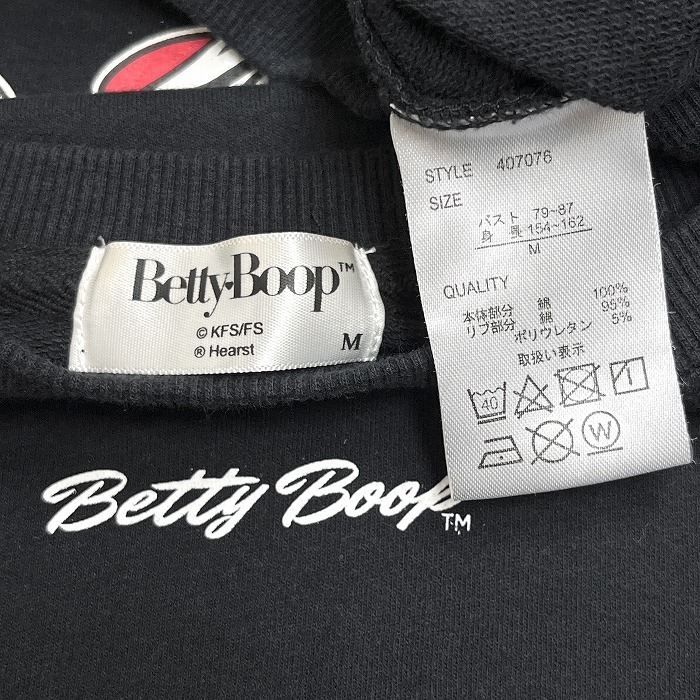 Betty Boop™
© KFS/FS
® Hearst
M
STYLE 407076
SIZE
バスト 79~87
身 長 154~162
M
QUALITY
本体部分 綿 100%
リブ部分 綿 95%
ポリウレタン 5%
取扱い表示
40
W
Betty Boop
TM